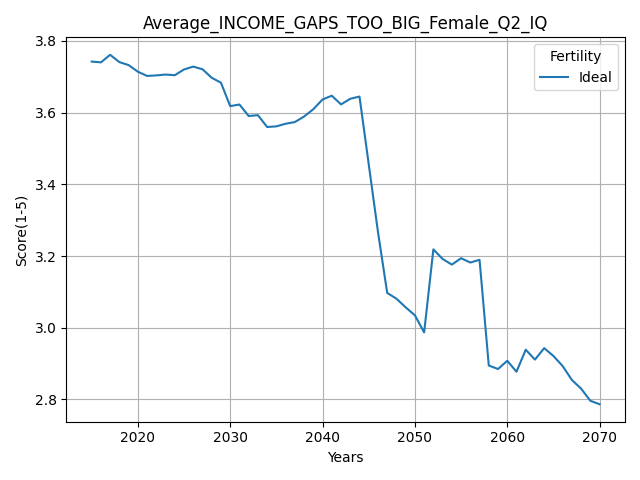 Average_INCOME_GAPS_TOO_BIG_Female_Q2_IQ
Fertility
Ideal
Score(1-5)
3.8
3.6
3.4
3.2
3.0
2.8
2020 2030 2040 2050 2060 2070
Years